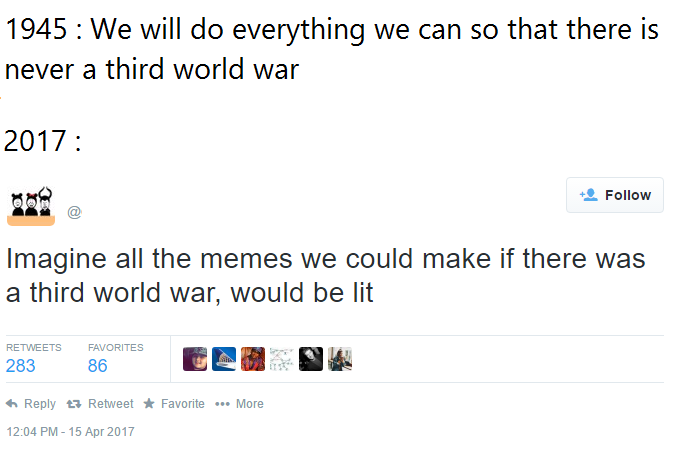 1945 : We will do everything we can so that there is
never a third world war
2017 :
@
Follow
Imagine all the memes we could make if there was
a third world war, would be lit
RETWEETS FAVORITES
283 86
Reply Retweet Favorite More
12:04 PM - 15 Apr 2017